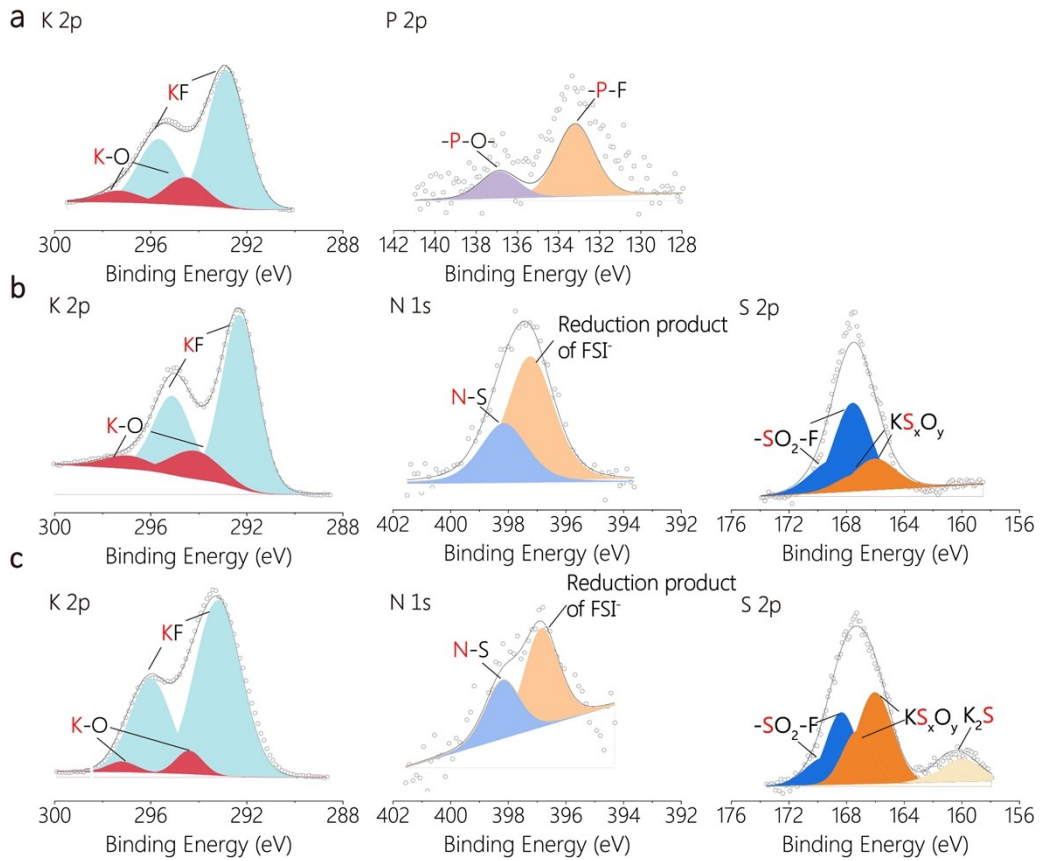 a
K 2p
P 2p
KF
K-O
-P-F
-P-O-
300 296 292 288
142 140 138 136 134 132 130 128
Binding Energy (eV)
Binding Energy (eV)
b
K 2p
N 1s
S 2p
KF
K-O
Reduction product
of FSI⁻
N-S
-SO₂-F
KSₓOᵧ
300 296 292 288
402 400 398 396 394 392
176 172 168 164 160 156
Binding Energy (eV)
Binding Energy (eV)
Binding Energy (eV)
c
K 2p
N 1s
S 2p
KF
K-O
Reduction product
of FSI⁻
N-S
-SO₂-F
KSₓOᵧ
K₂S
300 296 292 288
402 400 398 396 394 392
176 172 168 164 160 156
Binding Energy (eV)
Binding Energy (eV)
Binding Energy (eV)